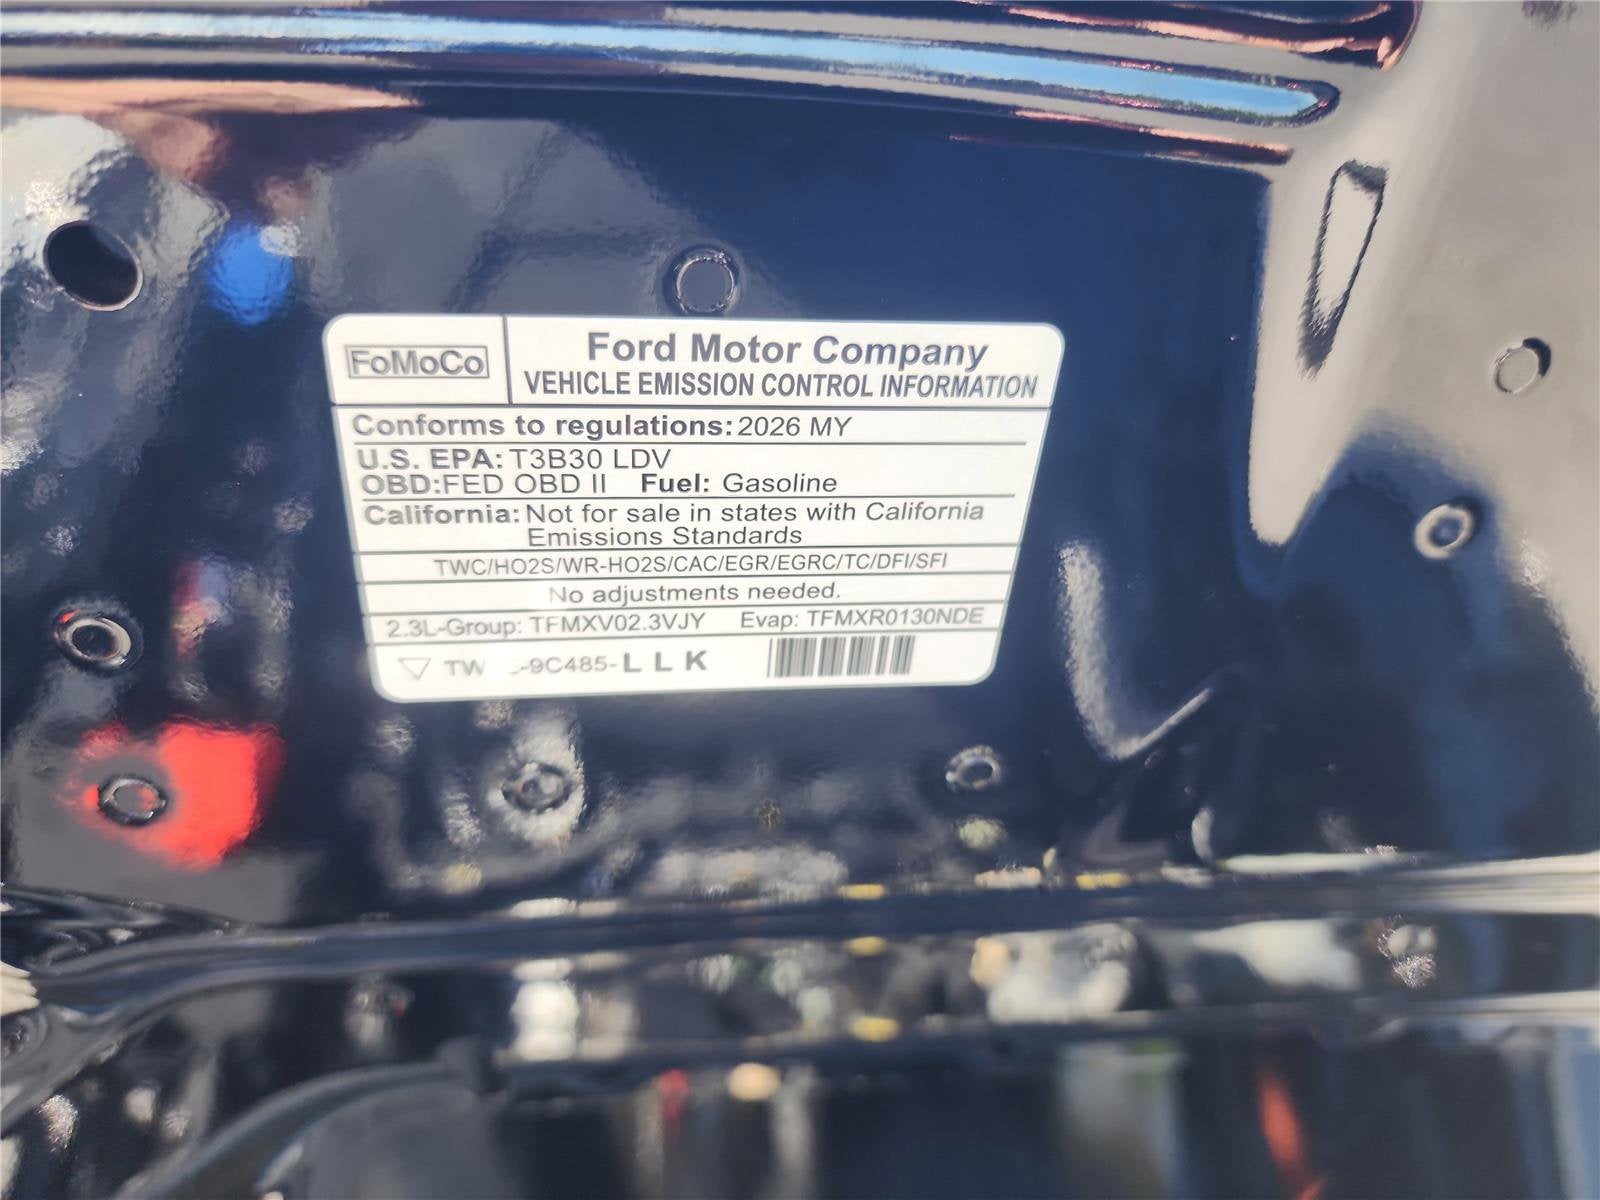 FoMoCo
Ford Motor Company
VEHICLE EMISSION CONTROL INFORMATION
Conforms to regulations: 2026 MY
U.S. EPA: T3B30 LDV
OBD:FED OBD II Fuel: Gasoline
California: Not for sale in states with California
Emissions Standards
TWC/HO2S/WR-HO2S/CAC/EGR/EGRC/TC/DFI/SFI
No adjustments needed.
2.3L-Group: TFMXV02.3VJY Evap: TFMXR0130NDE
-9C485-LLK